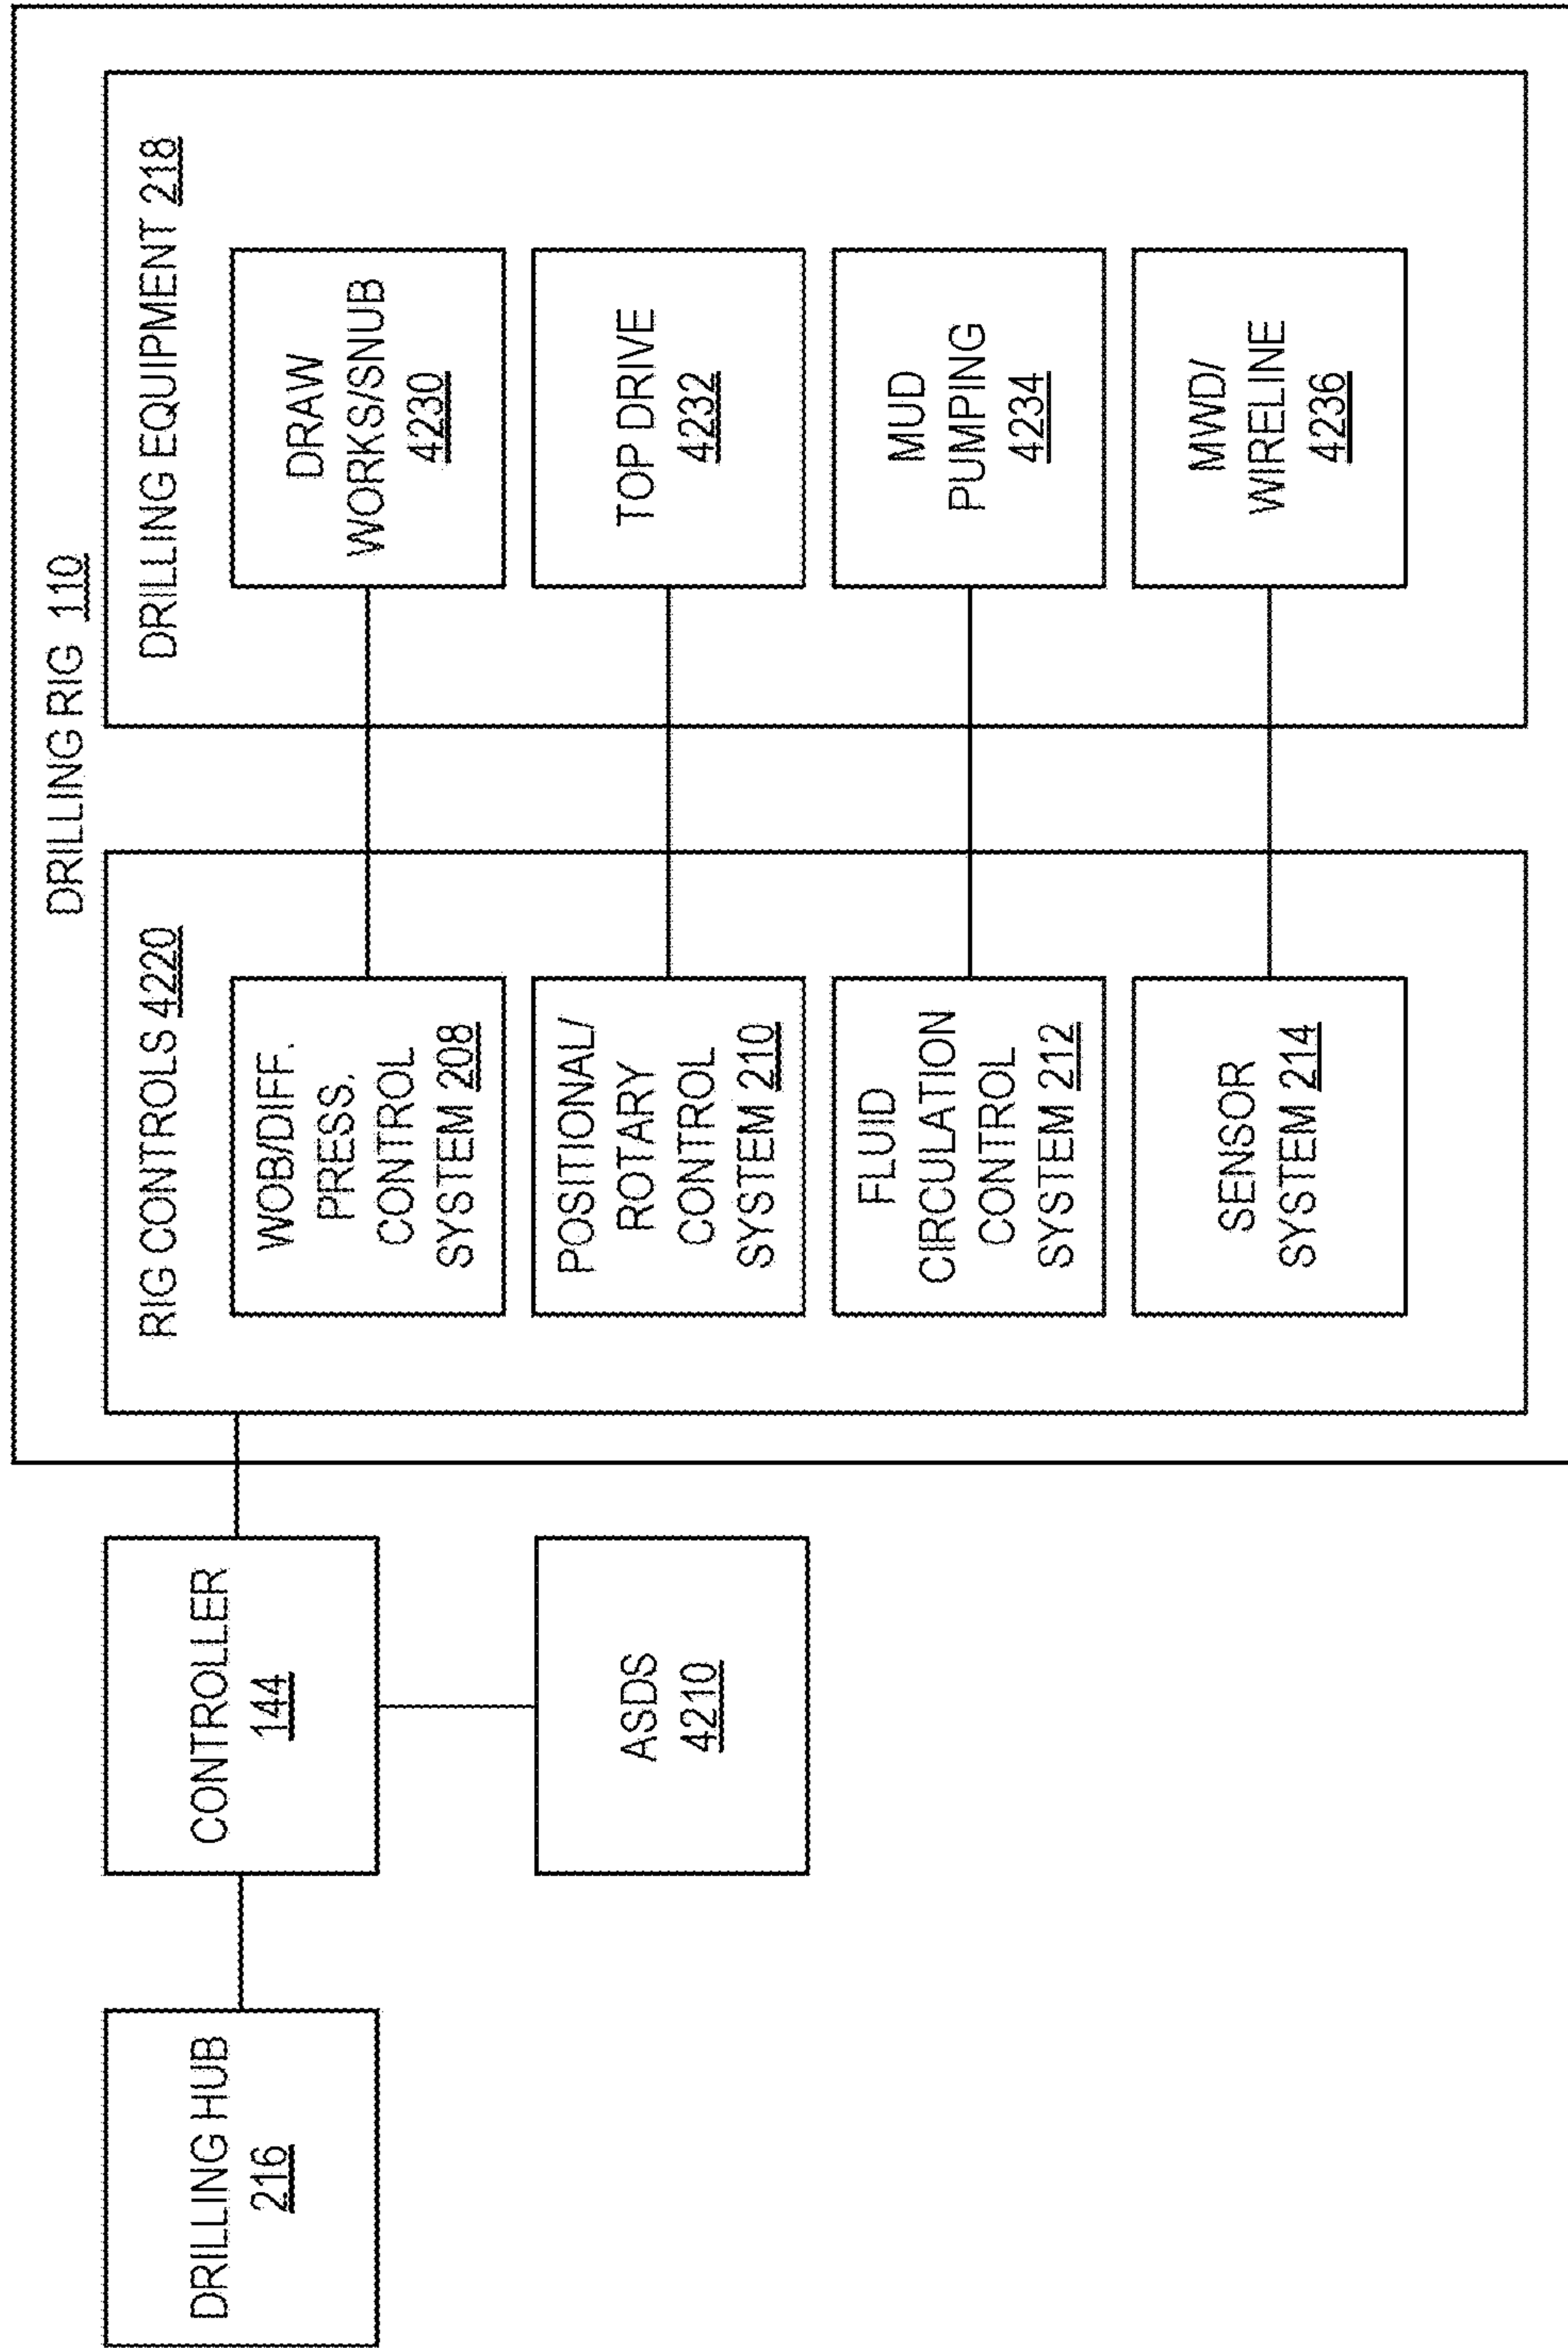 DRILLING HUB
216
CONTROLLER
144
ASDS
4210
DRILLING RIG 110
RIG CONTROLS 4220
WOB/DIFF.
PRESS.
CONTROL
SYSTEM 208
POSITIONAL/
ROTARY
CONTROL
SYSTEM 210
FLUID
CIRCULATION
CONTROL
SYSTEM 212
SENSOR
SYSTEM 214
DRILLING EQUIPMENT 218
DRAW
WORKS/SNUB
4230
TOP DRIVE
4232
MUD
PUMPING
4234
MWD/
WIRELINE
4236